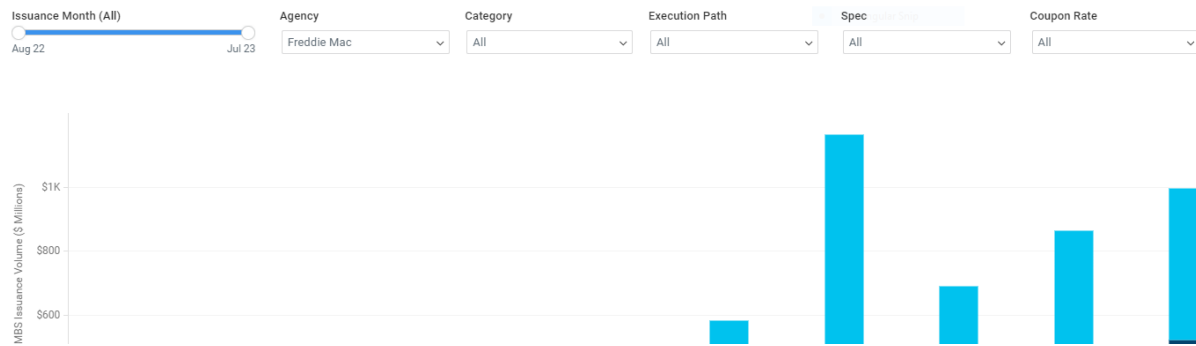 Issuance Month (All)
Agency
Category
Execution Path
Spec
Coupon Rate
Freddie Mac
All
All
All
All
Aug 22
Jul 23
$1K
$800
$600
MBS Issuance Volume ($ Millions)